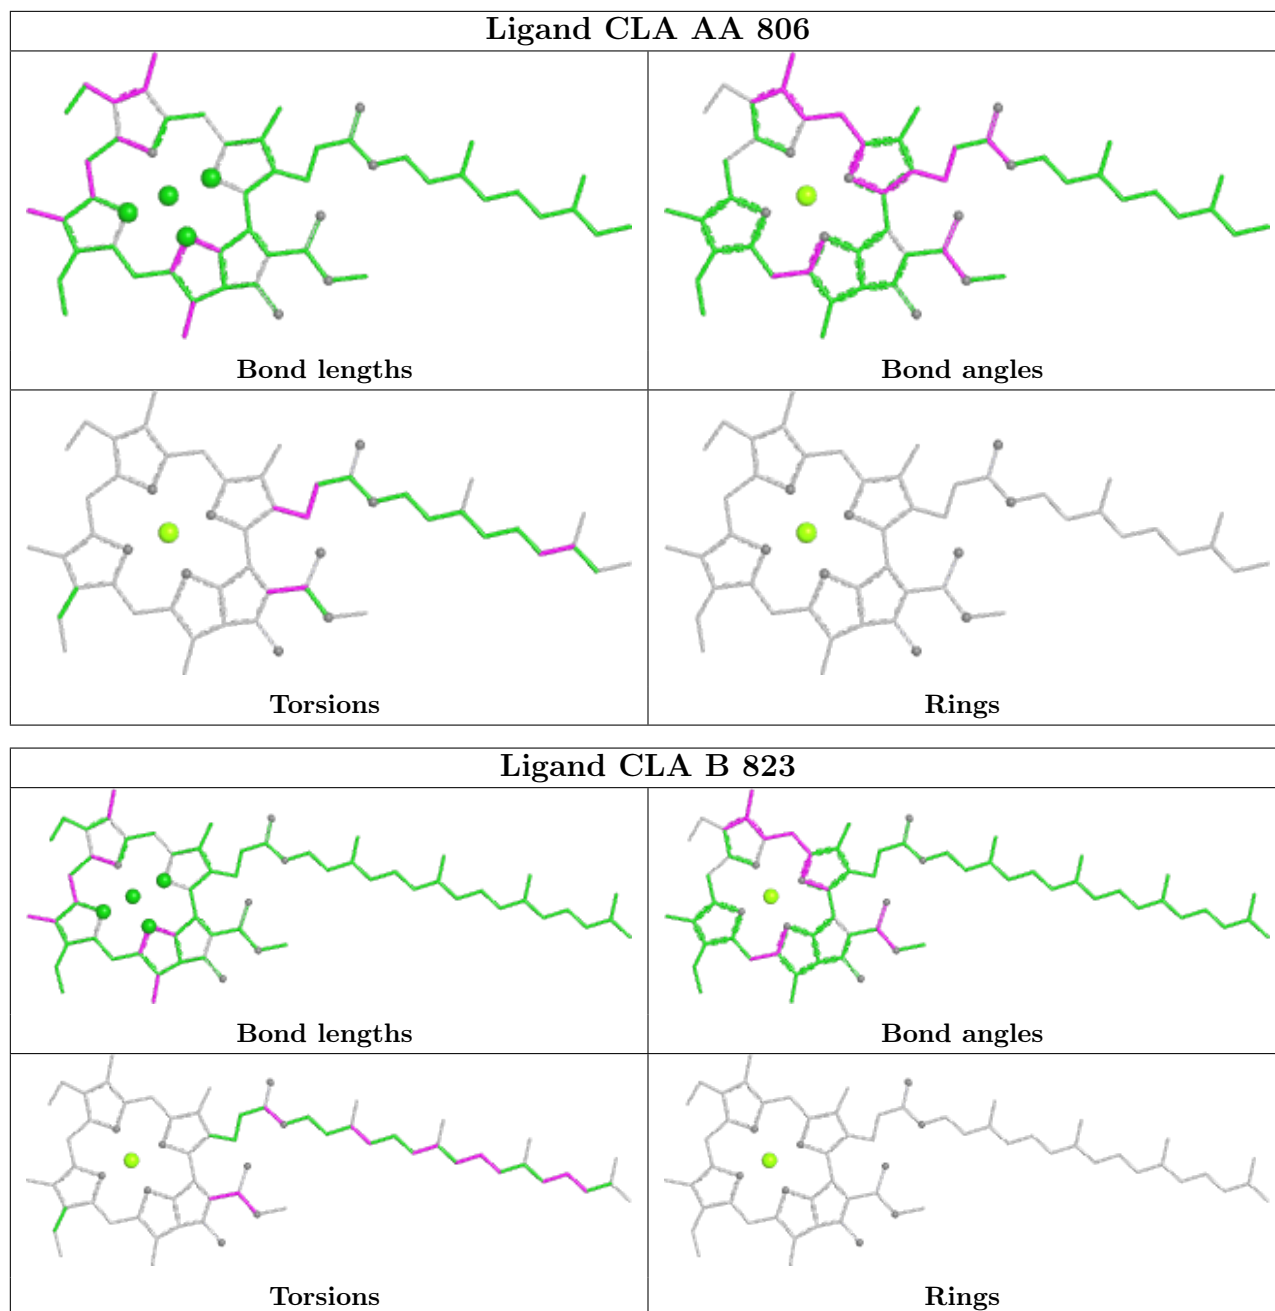 Ligand CLA AA 806
Bond lengths
Bond angles
Torsions
Rings
Ligand CLA B 823
Bond lengths
Bond angles
Torsions
Rings